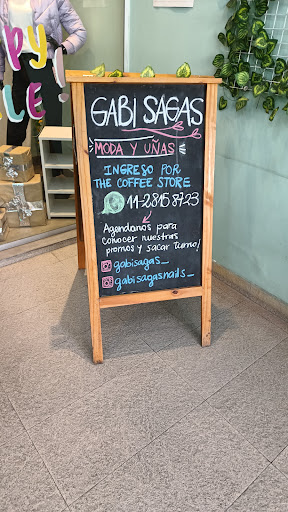 GABI SAGAS
MODA Y UÑAS
INGRESO POR
THE COFFEE STORE
11-2815 8723
Agendanos para
conocer nuestras
promos y sacar turno!
gabisagas_
gabisagasnails_